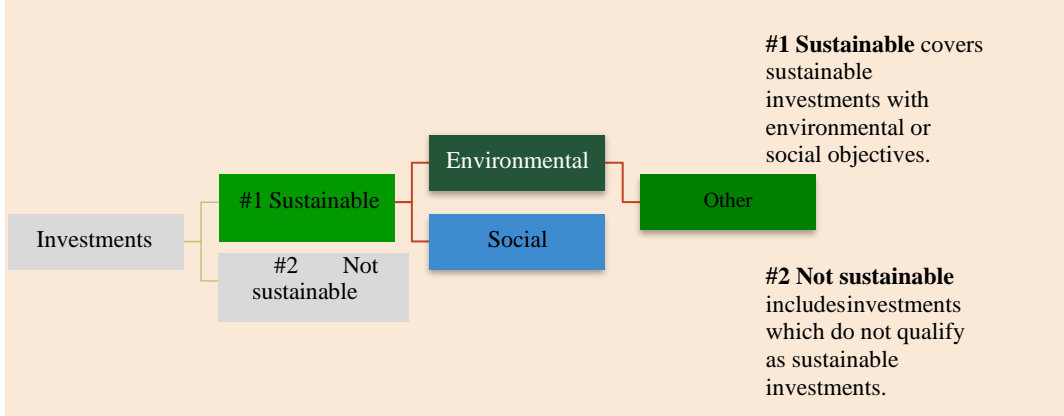 Investments
#1 Sustainable
#2 Not
sustainable
Environmental
Social
Other
#1 Sustainable covers
sustainable
investments with
environmental or
social objectives.
#2 Not sustainable
includesinvestments
which do not qualify
as sustainable
investments.